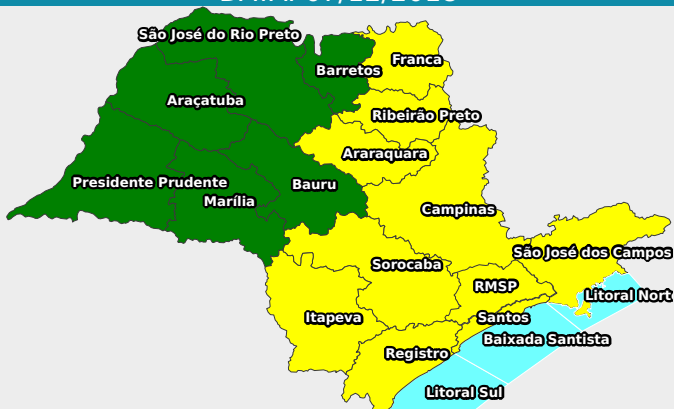 São José do Rio Preto
Franca
Barretos
Araçatuba
Ribeirão Preto
Araraquara
Presidente Prudente
Bauru
Marília
Campinas
São José dos Campos
Sorocaba
RMSP
Litoral Nort
Itapeva
Santos
Baixada Santista
Registro
Litoral Sul